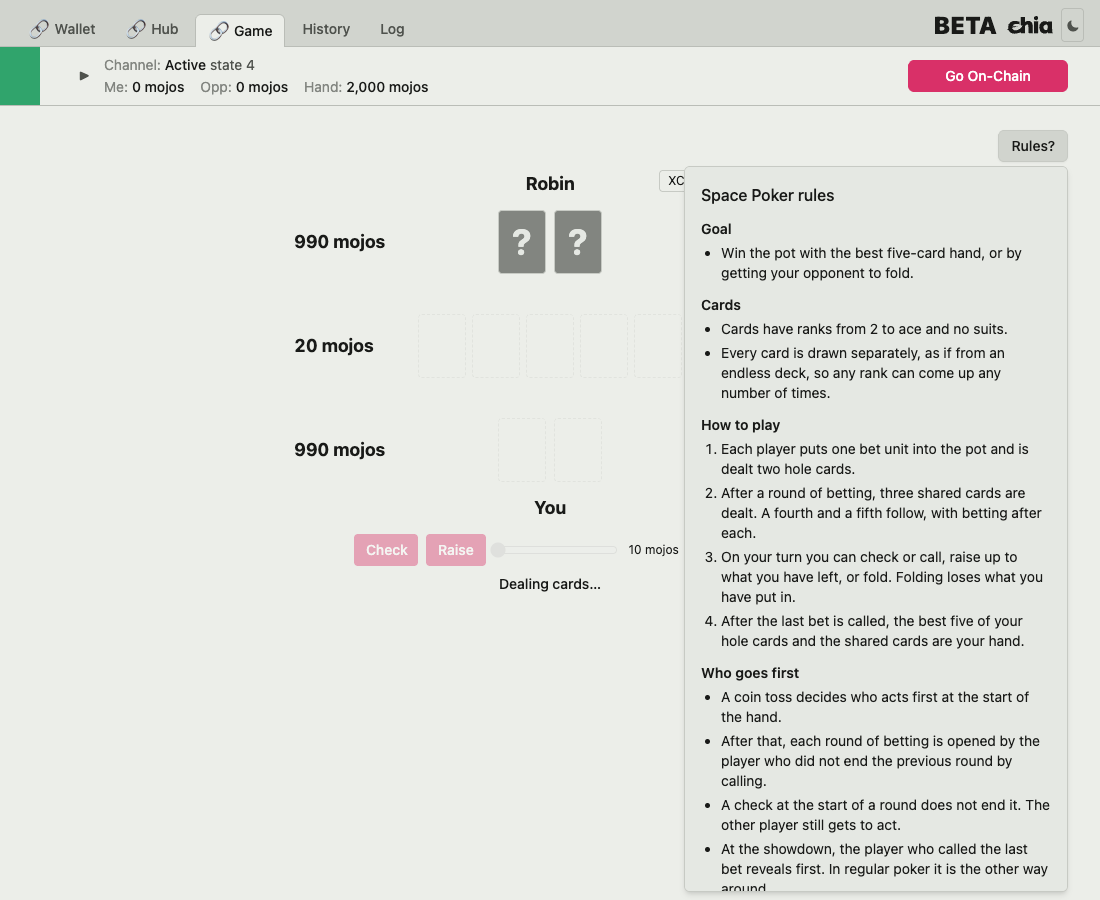 Wallet
Hub
Game
History
Log
BETA chia
Channel: Active state 4
Me: 0 mojos Opp: 0 mojos Hand: 2,000 mojos
Go On-Chain
Rules?
Robin
XC
990 mojos
? ?
20 mojos
990 mojos
You
Check
Raise
10 mojos
Dealing cards...
Space Poker rules
Goal
• Win the pot with the best five-card hand, or by
getting your opponent to fold.
Cards
• Cards have ranks from 2 to ace and no suits.
• Every card is drawn separately, as if from an
endless deck, so any rank can come up any
number of times.
How to play
1. Each player puts one bet unit into the pot and is
dealt two hole cards.
2. After a round of betting, three shared cards are
dealt. A fourth and a fifth follow, with betting after
each.
3. On your turn you can check or call, raise up to
what you have left, or fold. Folding loses what you
have put in.
4. After the last bet is called, the best five of your
hole cards and the shared cards are your hand.
Who goes first
• A coin toss decides who acts first at the start of
the hand.
• After that, each round of betting is opened by the
player who did not end the previous round by
calling.
• A check at the start of a round does not end it. The
other player still gets to act.
• At the showdown, the player who called the last
bet reveals first. In regular poker it is the other way
around.